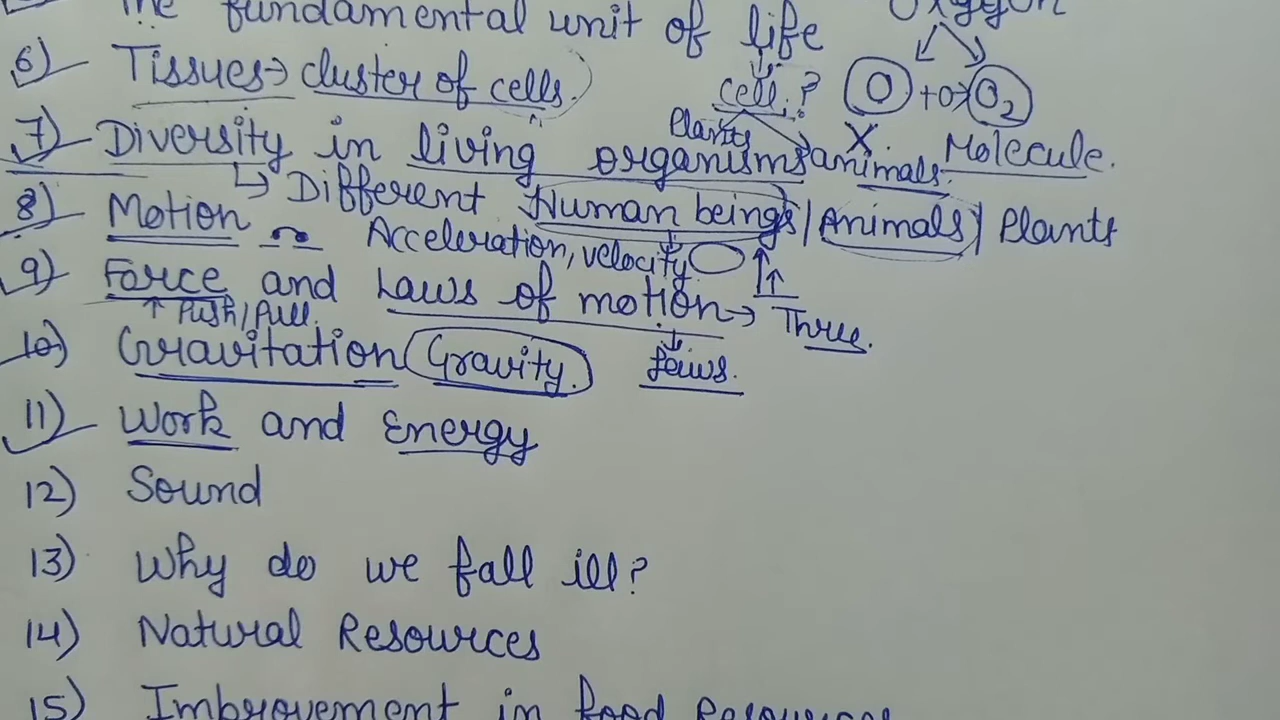 The fundamental unit of life Oxygen
6) Tissues → cluster of cells. cell? O + O → O2
Plants animals. X Molecule.
7) Diversity in living organisms
↳ Different Human beings / Animals / Plants
8) Motion Acceleration, velocity
9) Force and Laws of motion → Three.
↑ Push/Pull. Laws.
10) Gravitation (Gravity.)
11) Work and Energy
12) Sound
13) Why do we fall ill?
14) Natural Resources
15) Improvement in food Resources